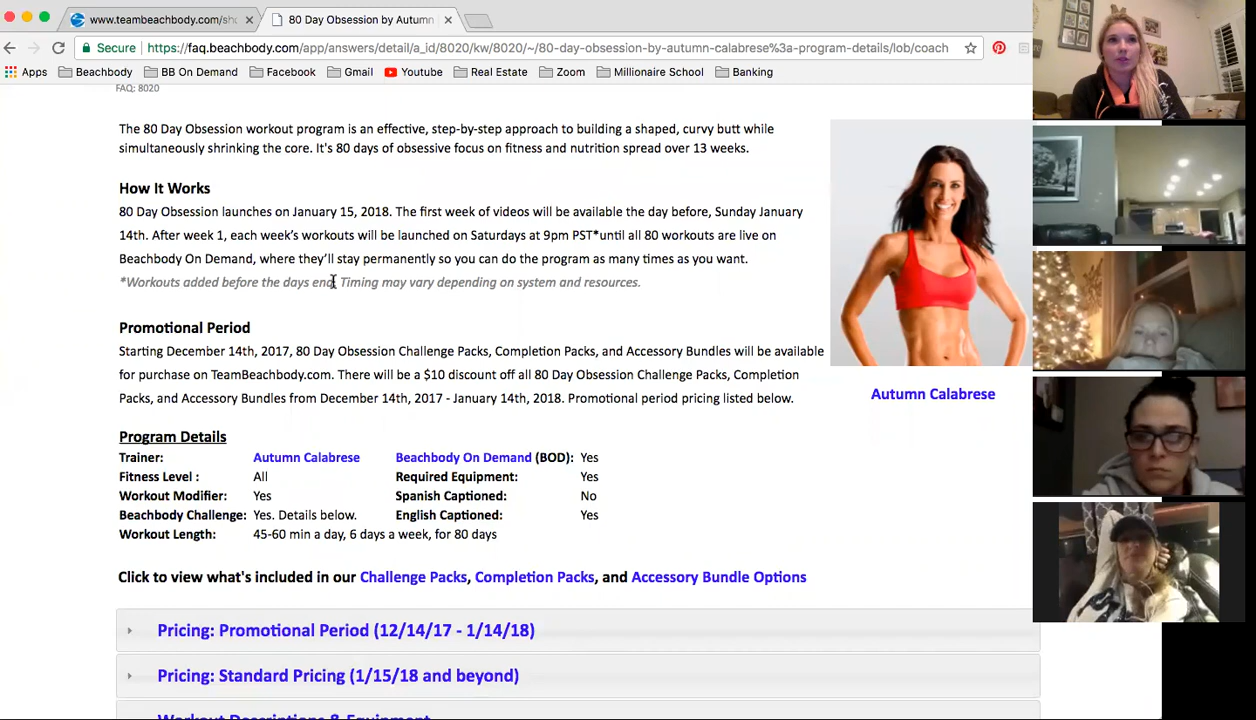 www.teambeachbody.com/sh
80 Day Obsession by Autumn
Secure https://faq.beachbody.com/app/answers/detail/a_id/8020/kw/8020/~/80-day-obsession-by-autumn-calabrese%3a-program-details/lob/coach
Apps Beachbody BB On Demand Facebook Gmail Youtube Real Estate Zoom Millionaire School Banking
FAQ: 8020
The 80 Day Obsession workout program is an effective, step-by-step approach to building a shaped, curvy butt while
simultaneously shrinking the core. It's 80 days of obsessive focus on fitness and nutrition spread over 13 weeks.
How It Works
80 Day Obsession launches on January 15, 2018. The first week of videos will be available the day before, Sunday January
14th. After week 1, each week's workouts will be launched on Saturdays at 9pm PST*until all 80 workouts are live on
Beachbody On Demand, where they'll stay permanently so you can do the program as many times as you want.
*Workouts added before the days end. Timing may vary depending on system and resources.
Promotional Period
Starting December 14th, 2017, 80 Day Obsession Challenge Packs, Completion Packs, and Accessory Bundles will be available
for purchase on TeamBeachbody.com. There will be a $10 discount off all 80 Day Obsession Challenge Packs, Completion
Packs, and Accessory Bundles from December 14th, 2017 - January 14th, 2018. Promotional period pricing listed below.
Autumn Calabrese
Program Details
Trainer: Autumn Calabrese Beachbody On Demand (BOD): Yes
Fitness Level : All Required Equipment: Yes
Workout Modifier: Yes Spanish Captioned: No
Beachbody Challenge: Yes. Details below. English Captioned: Yes
Workout Length: 45-60 min a day, 6 days a week, for 80 days
Click to view what's included in our Challenge Packs, Completion Packs, and Accessory Bundle Options
Pricing: Promotional Period (12/14/17 - 1/14/18)
Pricing: Standard Pricing (1/15/18 and beyond)
Workout Descriptions & Equipment